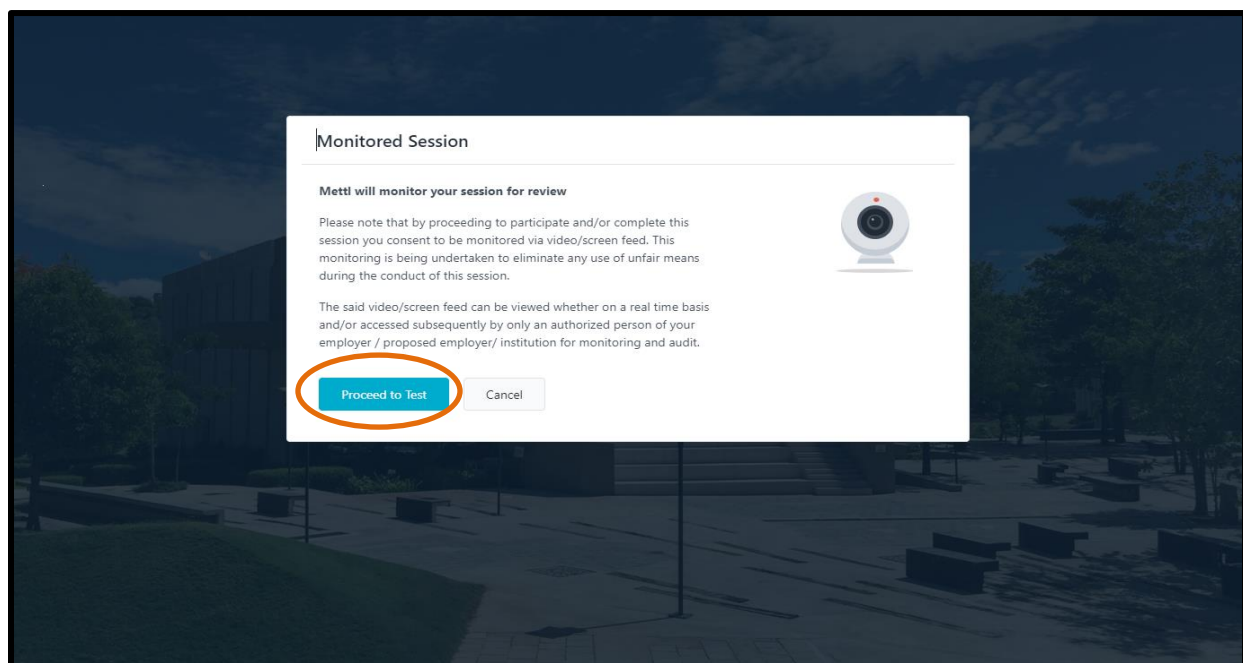 Monitored Session
Mettl will monitor your session for review
Please note that by proceeding to participate and/or complete this
session you consent to be monitored via video/screen feed. This
monitoring is being undertaken to eliminate any use of unfair means
during the conduct of this session.
The said video/screen feed can be viewed whether on a real time basis
and/or accessed subsequently by only an authorized person of your
employer / proposed employer/ institution for monitoring and audit.
Proceed to Test
Cancel